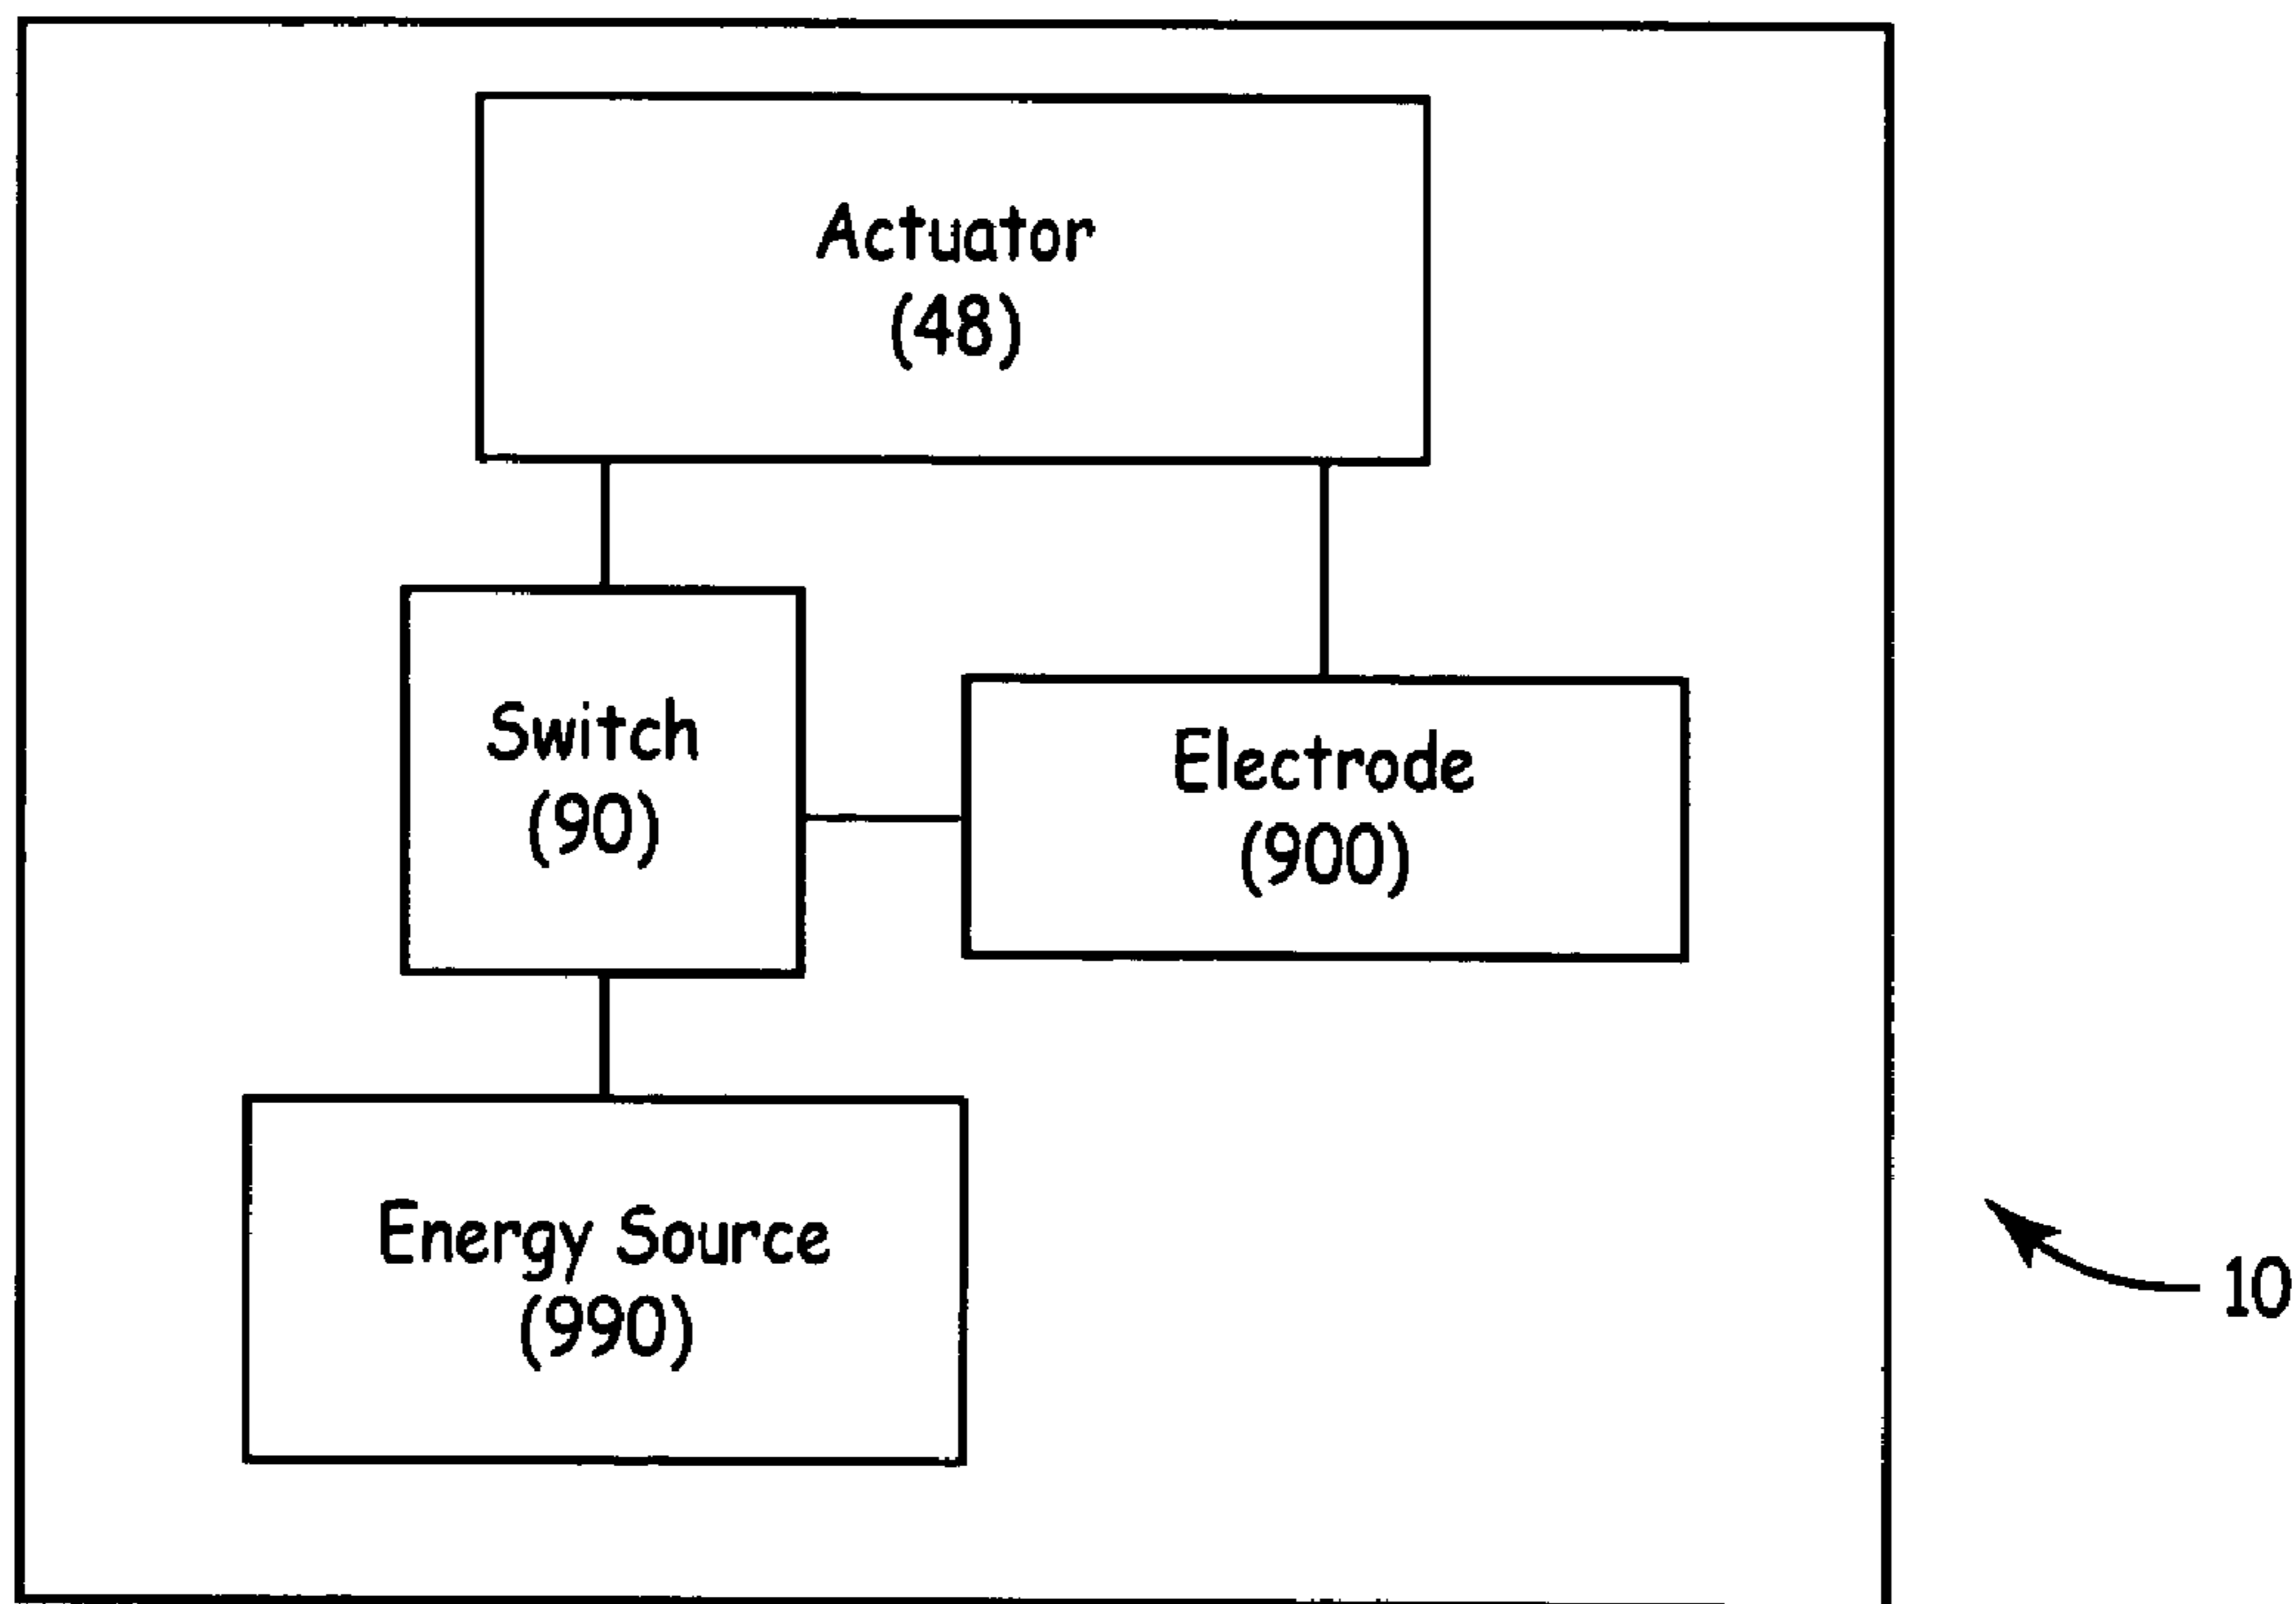 Actuator
(48)
Switch
(90)
Electrode
(900)
Energy Source
(990)
10